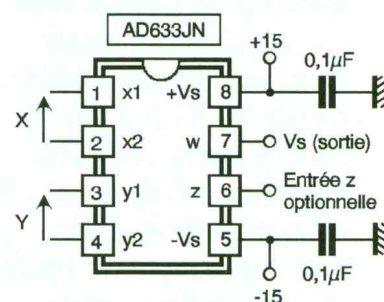 AD633JN
+15
0,1µF
X
1 x1 +Vs 8
2 x2 w 7 Vs (sortie)
Y
3 y1 z 6 Entrée z
optionnelle
4 y2 -Vs 5
0,1µF
-15